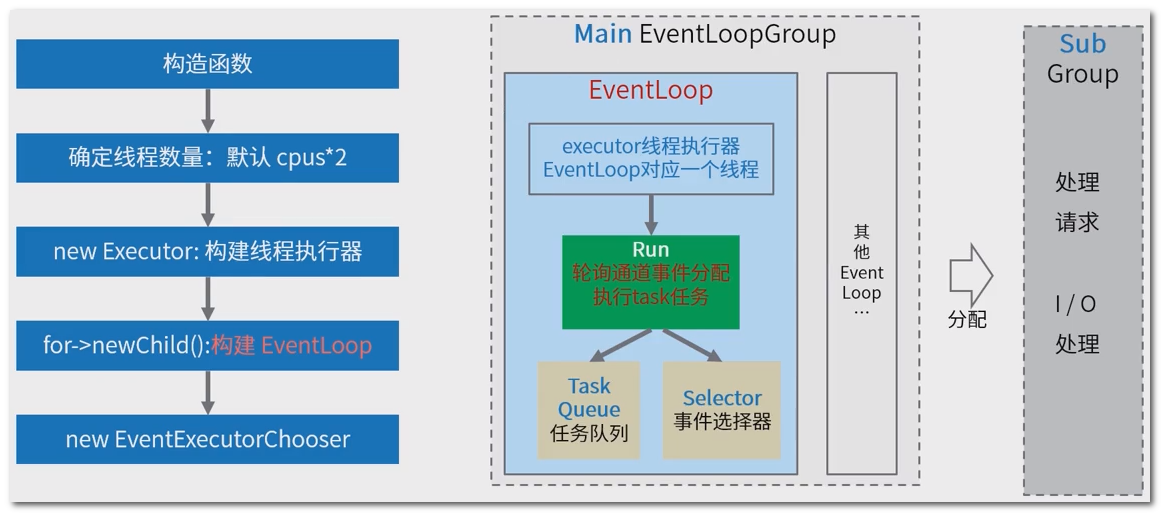 构造函数
确定线程数量：默认 cpus*2
new Executor: 构建线程执行器
for->newChild():构建 EventLoop
new EventExecutorChooser
Main EventLoopGroup
EventLoop
executor线程执行器
EventLoop对应一个线程
Run
轮询通道事件分配
执行task任务
Task
Queue
任务队列
Selector
事件选择器
其
他
Event
Loop
…
分配
Sub
Group
处理
请求
I / O
处理